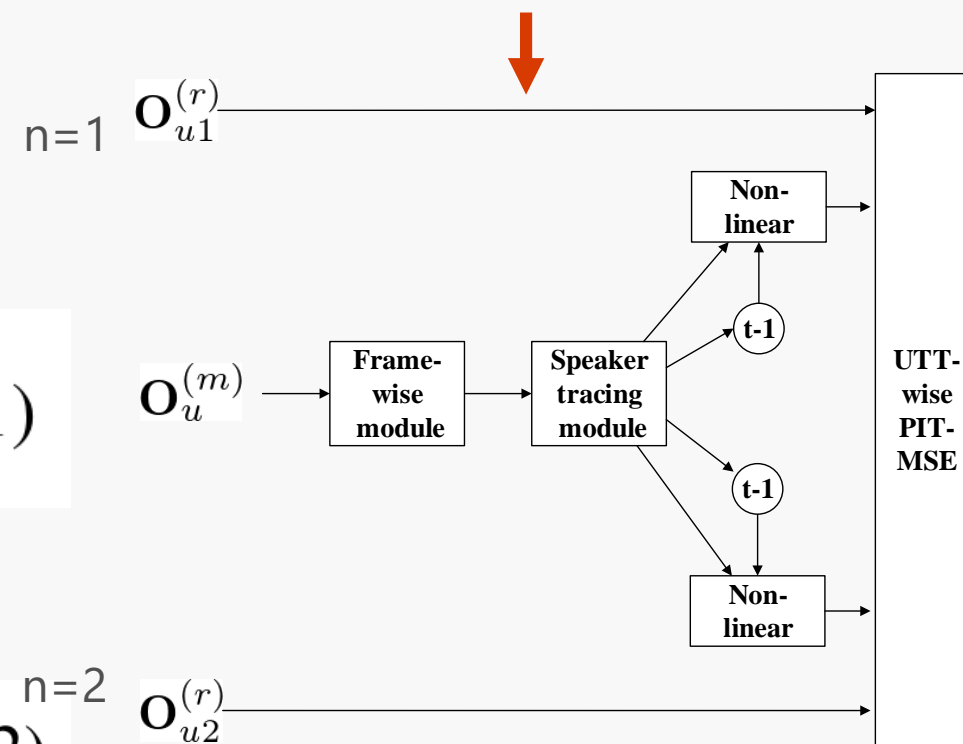 n=1
O_{u1}^{(r)}
Non-
linear
t-1
O_u^{(m)}
Frame-
wise
module
Speaker
tracing
module
UTT-
wise
PIT-
MSE
)
t-1
Non-
linear
n=2
O_{u2}^{(r)}